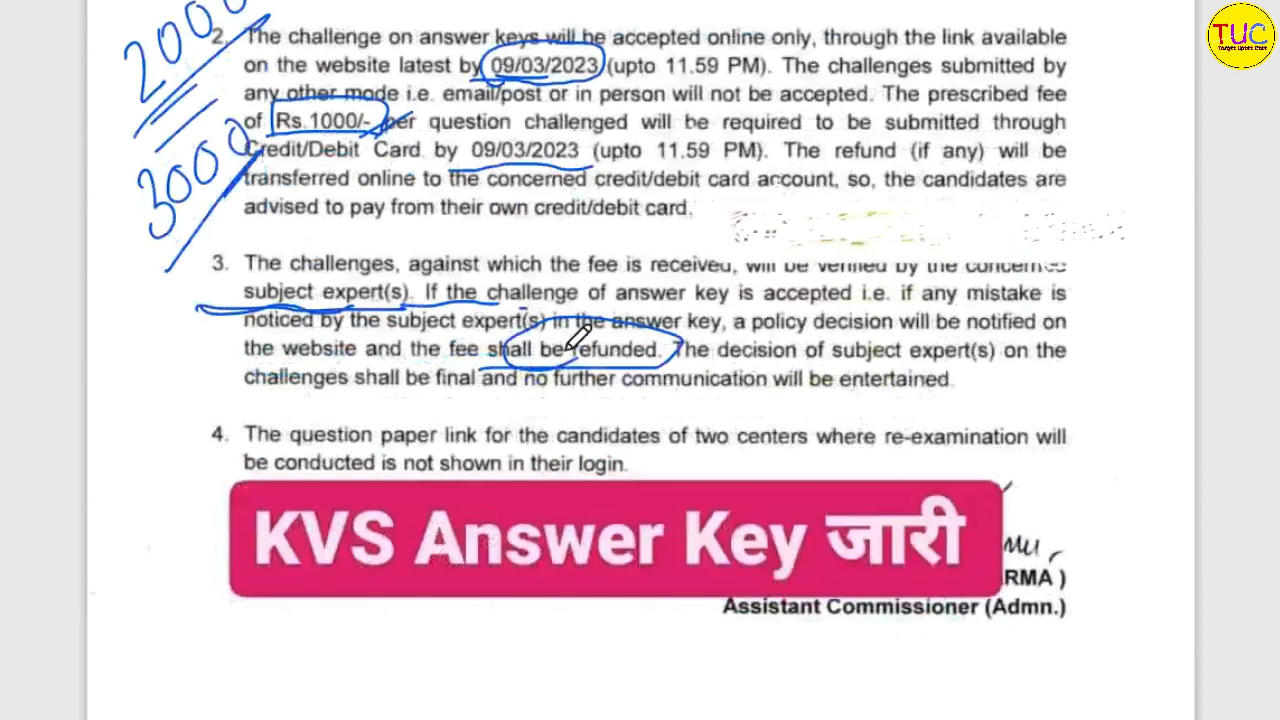 2000
3000
TUC
Target Upsc Cgst
2. The challenge on answer keys will be accepted online only, through the link available
on the website latest by 09/03/2023 (upto 11.59 PM). The challenges submitted by
any other mode i.e. email/post or in person will not be accepted. The prescribed fee
of Rs.1000/- per question challenged will be required to be submitted through
Credit/Debit Card by 09/03/2023 (upto 11.59 PM). The refund (if any) will be
transferred online to the concerned credit/debit card account, so, the candidates are
advised to pay from their own credit/debit card.
3. The challenges, against which the fee is received, will be verified by the concerned
subject expert(s). If the challenge of answer key is accepted i.e. if any mistake is
noticed by the subject expert(s) in the answer key, a policy decision will be notified on
the website and the fee shall be refunded. The decision of subject expert(s) on the
challenges shall be final and no further communication will be entertained.
4. The question paper link for the candidates of two centers where re-examination will
be conducted is not shown in their login.
KVS Answer Key जारी
RMA )
Assistant Commissioner (Admn.)